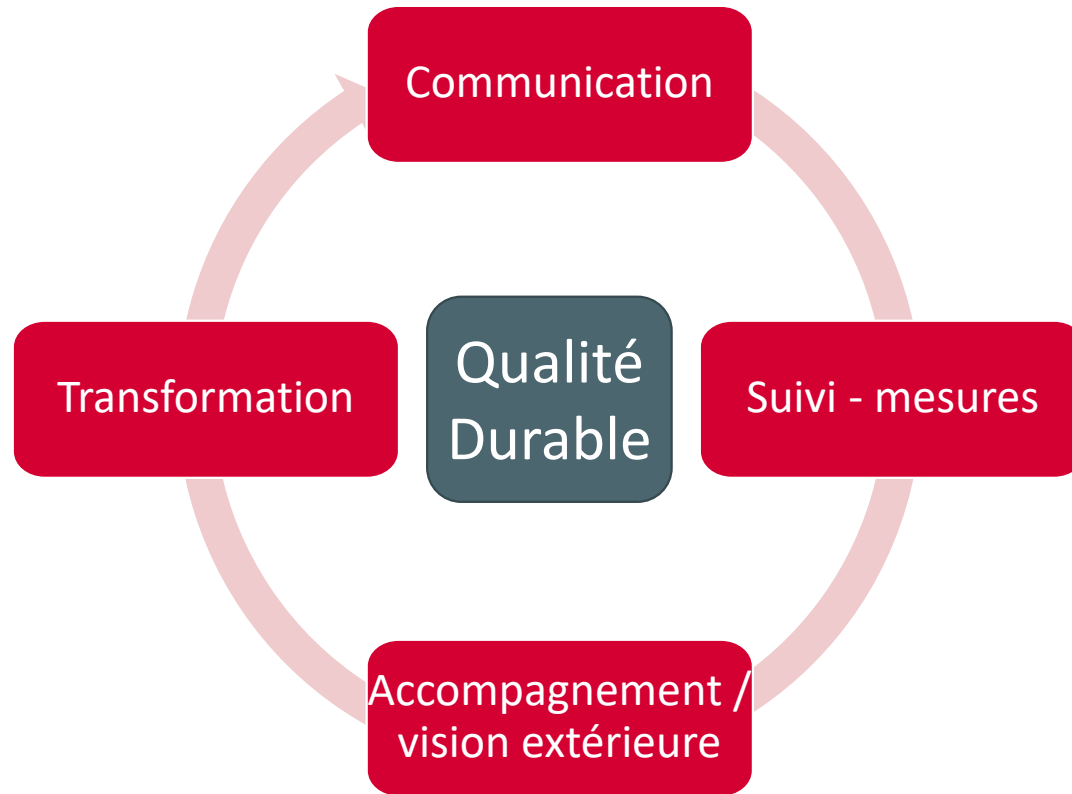 Communication
Transformation
Qualité
Durable
Suivi - mesures
Accompagnement /
vision extérieure